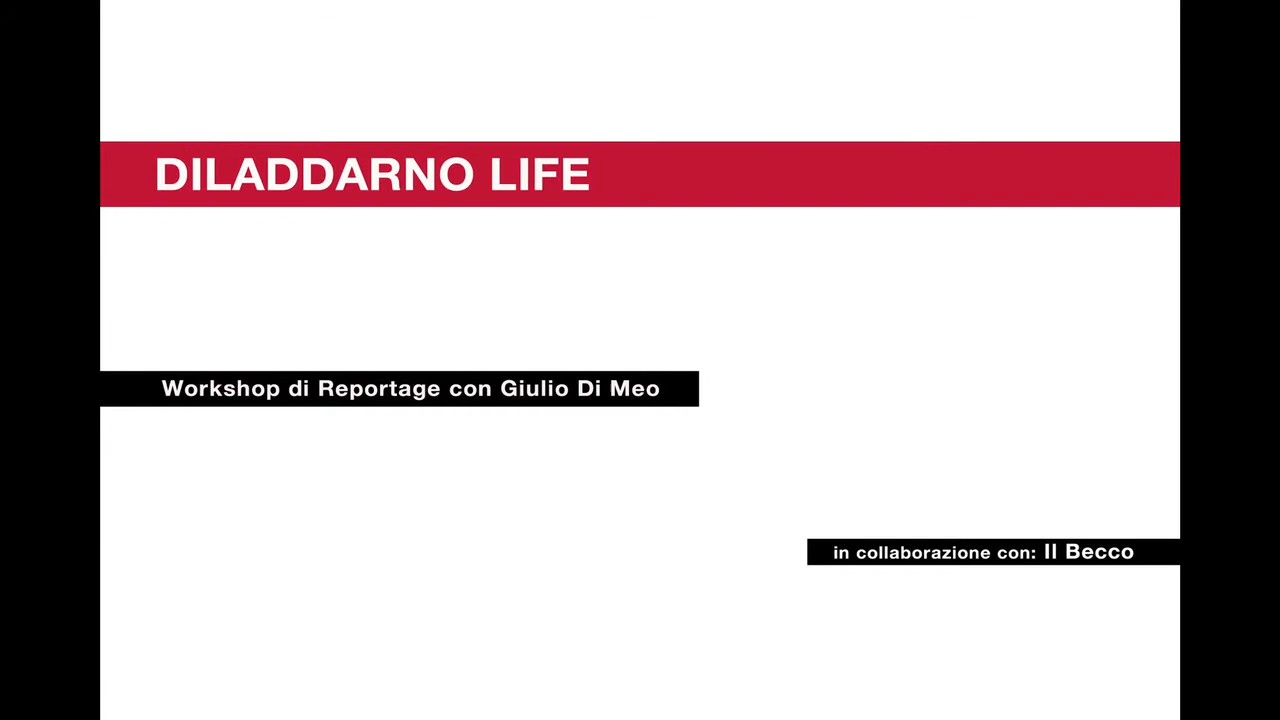 DILADDARNO LIFE
Workshop di Reportage con Giulio Di Meo
in collaborazione con: Il Becco